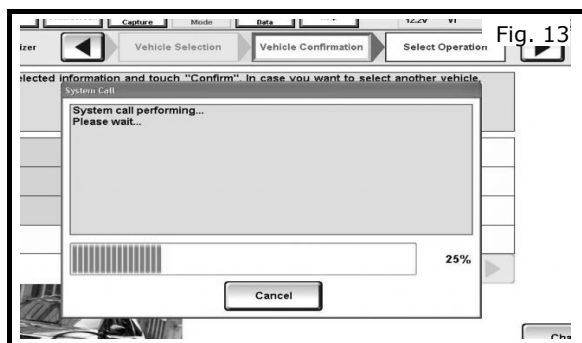 Capture
Mode
Data
12.2V VI
Fig. 13
izer
Vehicle Selection
Vehicle Confirmation
Select Operation
elected information and touch "Confirm". In case you want to select another vehicle,
System Call
System call performing...
Please wait...
25%
Cancel
Cha